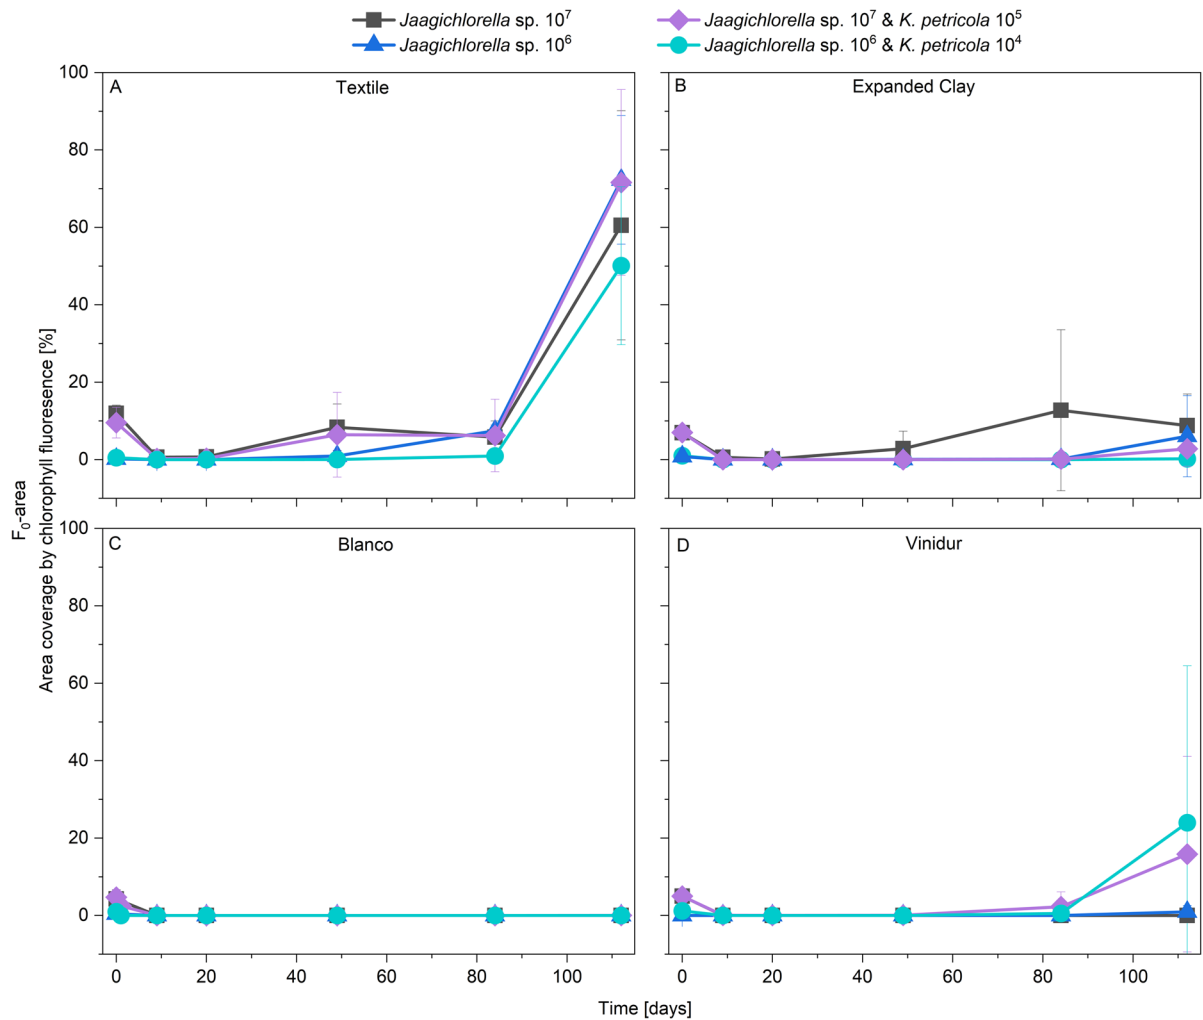 Jaagichlorella sp. 10⁷
Jaagichlorella sp. 10⁶
Jaagichlorella sp. 10⁷ & K. petricola 10⁵
Jaagichlorella sp. 10⁶ & K. petricola 10⁴
F₀-area
Area coverage by chlorophyll fluoresence [%]
A
Textile
100
80
60
40
20
0
B
Expanded Clay
C
Blanco
100
80
60
40
20
0
0 20 40 60 80 100
D
Vinidur
0 20 40 60 80 100
Time [days]